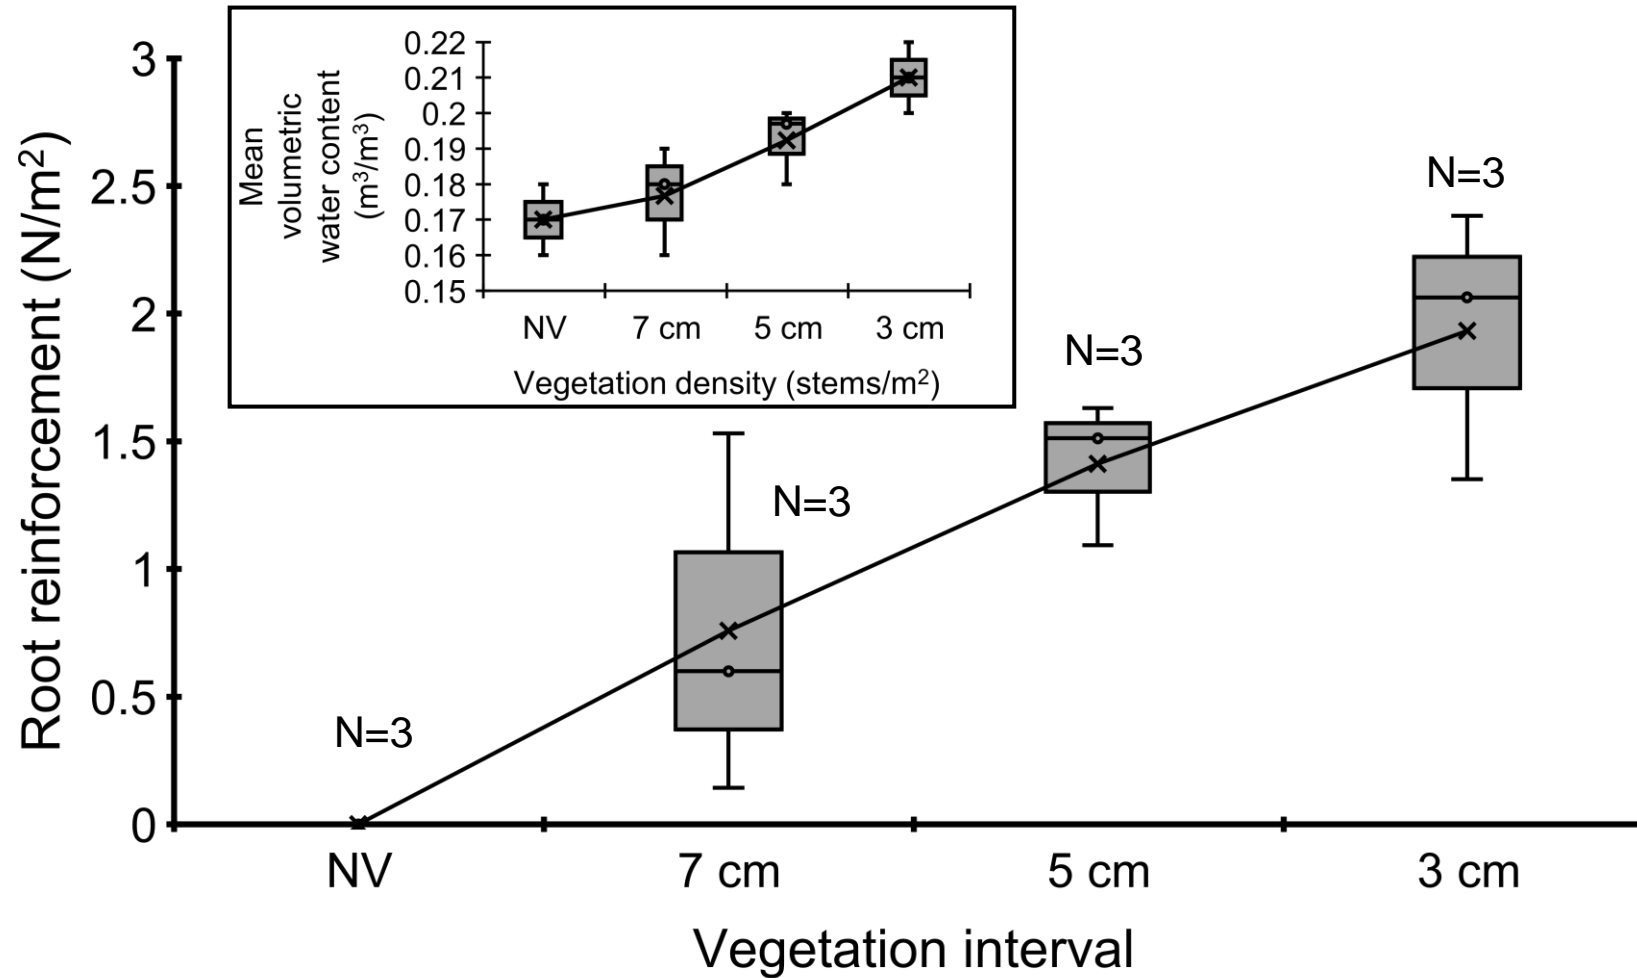 3
2.5
2
1.5
1
0.5
0
Root reinforcement (N/m²)
0.22
0.21
0.2
0.19
0.18
0.17
0.16
0.15
Mean
volumetric
water content
(m³/m³)
NV 7 cm 5 cm 3 cm
Vegetation density (stems/m²)
N=3
N=3
N=3
N=3
NV 7 cm 5 cm 3 cm
Vegetation interval